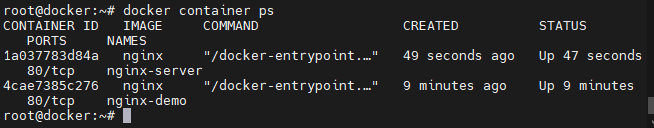 root@docker:~# docker container ps
CONTAINER ID   IMAGE     COMMAND                  CREATED          STATUS
   PORTS     NAMES
1a037783d84a   nginx     "/docker-entrypoint.…"   49 seconds ago   Up 47 seconds
   80/tcp    nginx-server
4cae7385c276   nginx     "/docker-entrypoint.…"   9 minutes ago    Up 9 minutes
   80/tcp    nginx-demo
root@docker:~#